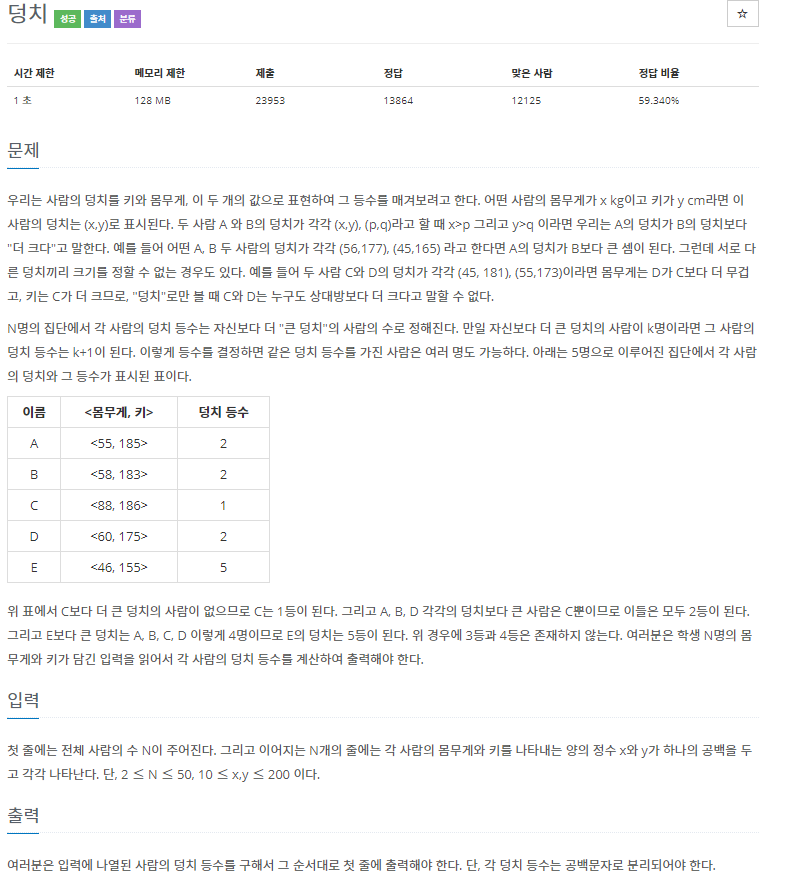 덩치 성공 출처 분류
☆
시간 제한 메모리 제한 제출 정답 맞은 사람 정답 비율
1 초 128 MB 23953 13864 12125 59.340%
문제
우리는 사람의 덩치를 키와 몸무게, 이 두 개의 값으로 표현하여 그 등수를 매겨보려고 한다. 어떤 사람의 몸무게가 x kg이고 키가 y cm라면 이
사람의 덩치는 (x,y)로 표시된다. 두 사람 A 와 B의 덩치가 각각 (x,y), (p,q)라고 할 때 x>p 그리고 y>q 이라면 우리는 A의 덩치가 B의 덩치보다
"더 크다"고 말한다. 예를 들어 어떤 A, B 두 사람의 덩치가 각각 (56,177), (45,165) 라고 한다면 A의 덩치가 B보다 큰 셈이 된다. 그런데 서로 다
른 덩치끼리 크기를 정할 수 없는 경우도 있다. 예를 들어 두 사람 C와 D의 덩치가 각각 (45, 181), (55,173)이라면 몸무게는 D가 C보다 더 무겁
고, 키는 C가 더 크므로, "덩치"로만 볼 때 C와 D는 누구도 상대방보다 더 크다고 말할 수 없다.
N명의 집단에서 각 사람의 덩치 등수는 자신보다 더 "큰 덩치"의 사람의 수로 정해진다. 만일 자신보다 더 큰 덩치의 사람이 k명이라면 그 사람의
덩치 등수는 k+1이 된다. 이렇게 등수를 결정하면 같은 덩치 등수를 가진 사람은 여러 명도 가능하다. 아래는 5명으로 이루어진 집단에서 각 사람
의 덩치와 그 등수가 표시된 표이다.
이름 <몸무게, 키> 덩치 등수
A <55, 185> 2
B <58, 183> 2
C <88, 186> 1
D <60, 175> 2
E <46, 155> 5
위 표에서 C보다 더 큰 덩치의 사람이 없으므로 C는 1등이 된다. 그리고 A, B, D 각각의 덩치보다 큰 사람은 C뿐이므로 이들은 모두 2등이 된다.
그리고 E보다 큰 덩치는 A, B, C, D 이렇게 4명이므로 E의 덩치는 5등이 된다. 위 경우에 3등과 4등은 존재하지 않는다. 여러분은 학생 N명의 몸
무게와 키가 담긴 입력을 읽어서 각 사람의 덩치 등수를 계산하여 출력해야 한다.
입력
첫 줄에는 전체 사람의 수 N이 주어진다. 그리고 이어지는 N개의 줄에는 각 사람의 몸무게와 키를 나타내는 양의 정수 x와 y가 하나의 공백을 두
고 각각 나타난다. 단, 2 ≤ N ≤ 50, 10 ≤ x,y ≤ 200 이다.
출력
여러분은 입력에 나열된 사람의 덩치 등수를 구해서 그 순서대로 첫 줄에 출력해야 한다. 단, 각 덩치 등수는 공백문자로 분리되어야 한다.